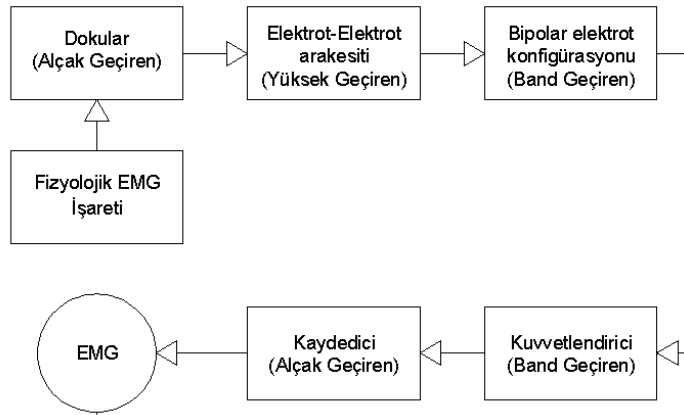 Dokular
(Alçak Geçiren)
Elektrot-Elektrot
arakesiti
(Yüksek Geçiren)
Bipolar elektrot
konfigürasyonu
(Band Geçiren)
Fizyolojik EMG
İşareti
EMG
Kaydedici
(Alçak Geçiren)
Kuvvetlendirici
(Band Geçiren)